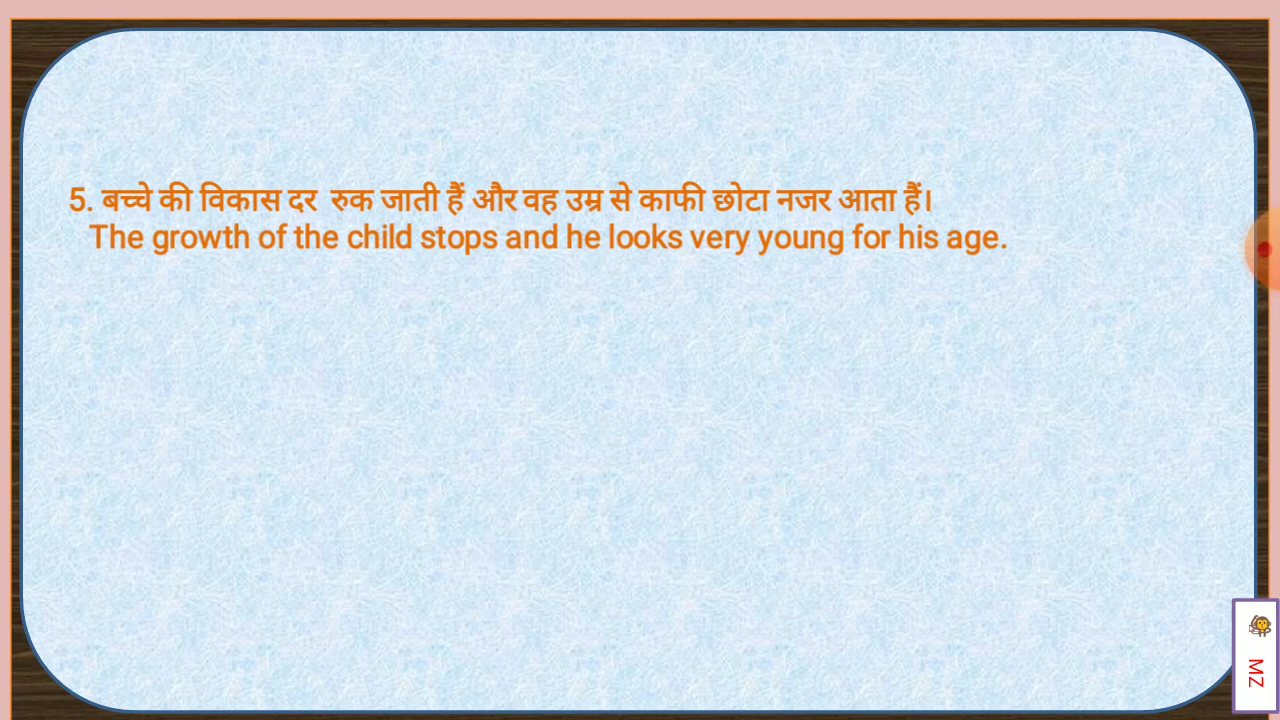 5. बच्चे की विकास दर रुक जाती हैं और वह उम्र से काफी छोटा नजर आता हैं।
The growth of the child stops and he looks very young for his age.
MZ